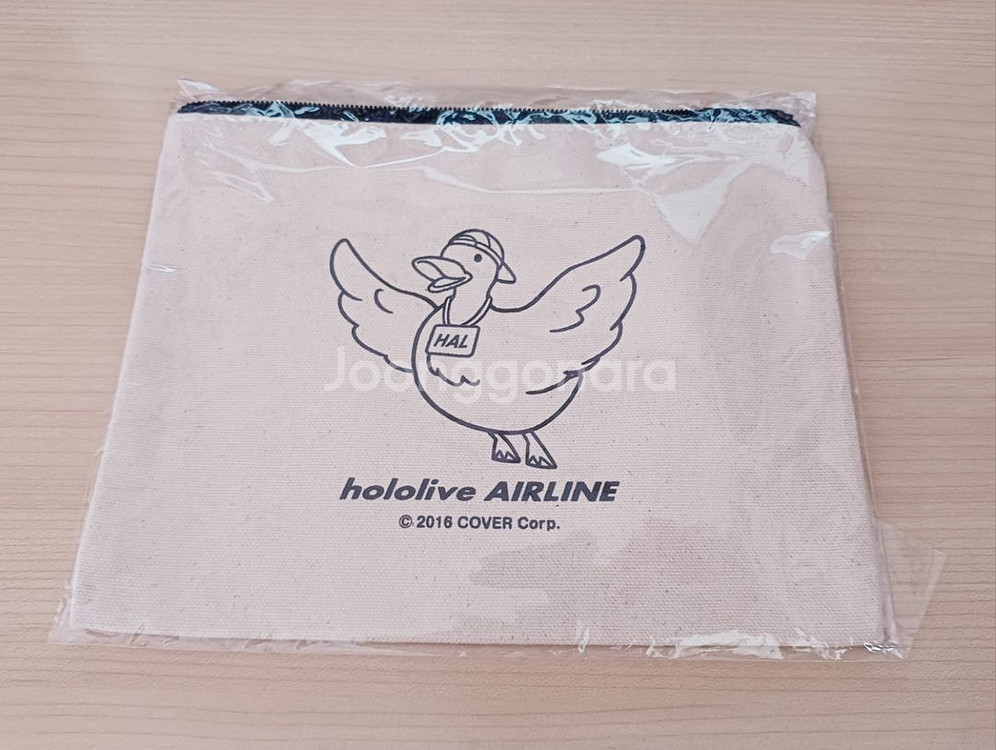 HAL
Joonggonara
hololive AIRLINE
© 2016 COVER Corp.